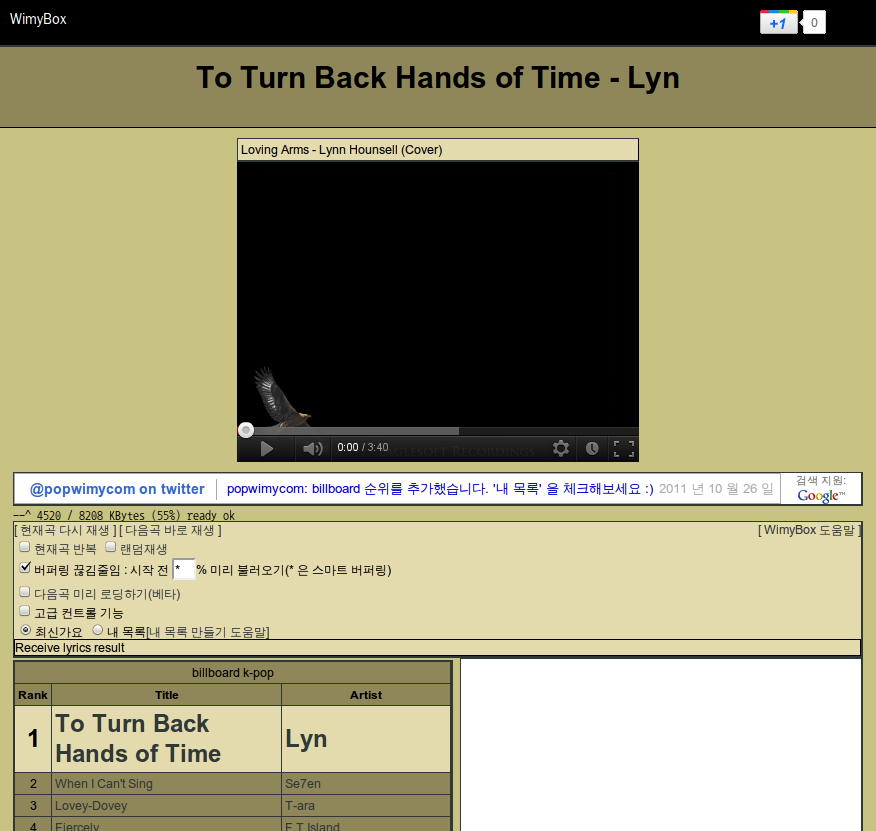 WimyBox
+1 0
To Turn Back Hands of Time - Lyn
Loving Arms - Lynn Hounsell (Cover)
0:00 / 3:40
@popwimycom on twitter
popwimycom: billboard 순위를 추가했습니다. '내 목록' 을 체크해보세요 :) 2011 년 10 월 26 일
검색 지원:
Google™
--^ 4520 / 8208 KBytes (55%) ready ok
[ 현재곡 다시 재생 ] [ 다음곡 바로 재생 ]
[ WimyBox 도움말 ]
현재곡 반복 랜덤재생
버퍼링 끊김줄임 : 시작 전 * % 미리 불러오기(* 은 스마트 버퍼링)
다음곡 미리 로딩하기(베타)
고급 컨트롤 기능
최신가요 내 목록[내 목록 만들기 도움말]
Receive lyrics result
billboard k-pop
Rank Title Artist
1 To Turn Back Hands of Time Lyn
2 When I Can't Sing Se7en
3 Lovey-Dovey T-ara
4 Fiercely F.T Island